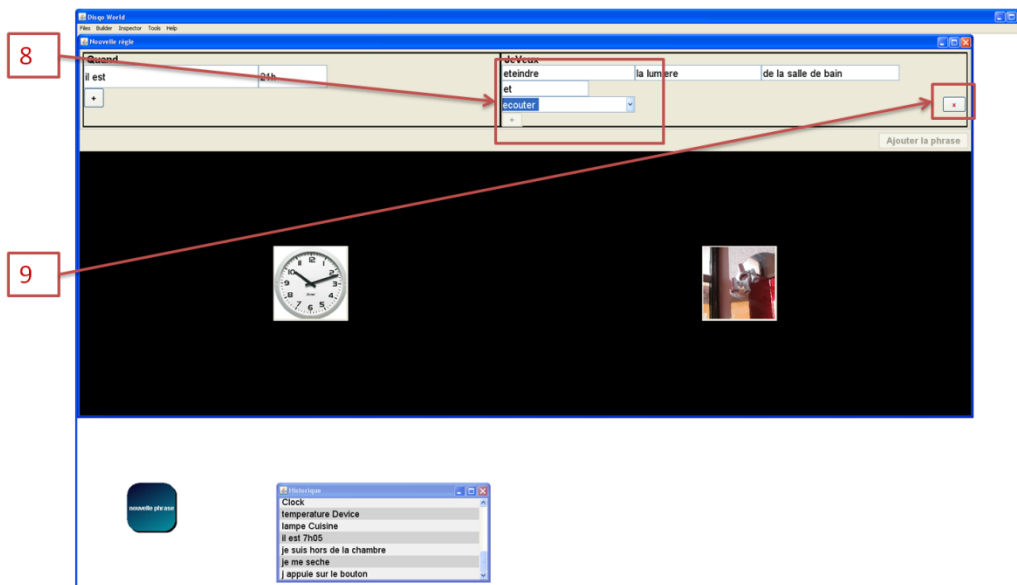 Disqo World
Files Builder Inspector Tools Help
8
Nouvelle règle
Quand
JeVeux
il est 21h
eteindre la lumiere de la salle de bain
et
+
ecouter
x
+
Ajouter la phrase
9
nouvelle phrase
Historique
Clock
temperature Device
lampe Cuisine
il est 7h05
je suis hors de la chambre
je me seche
j appuie sur le bouton